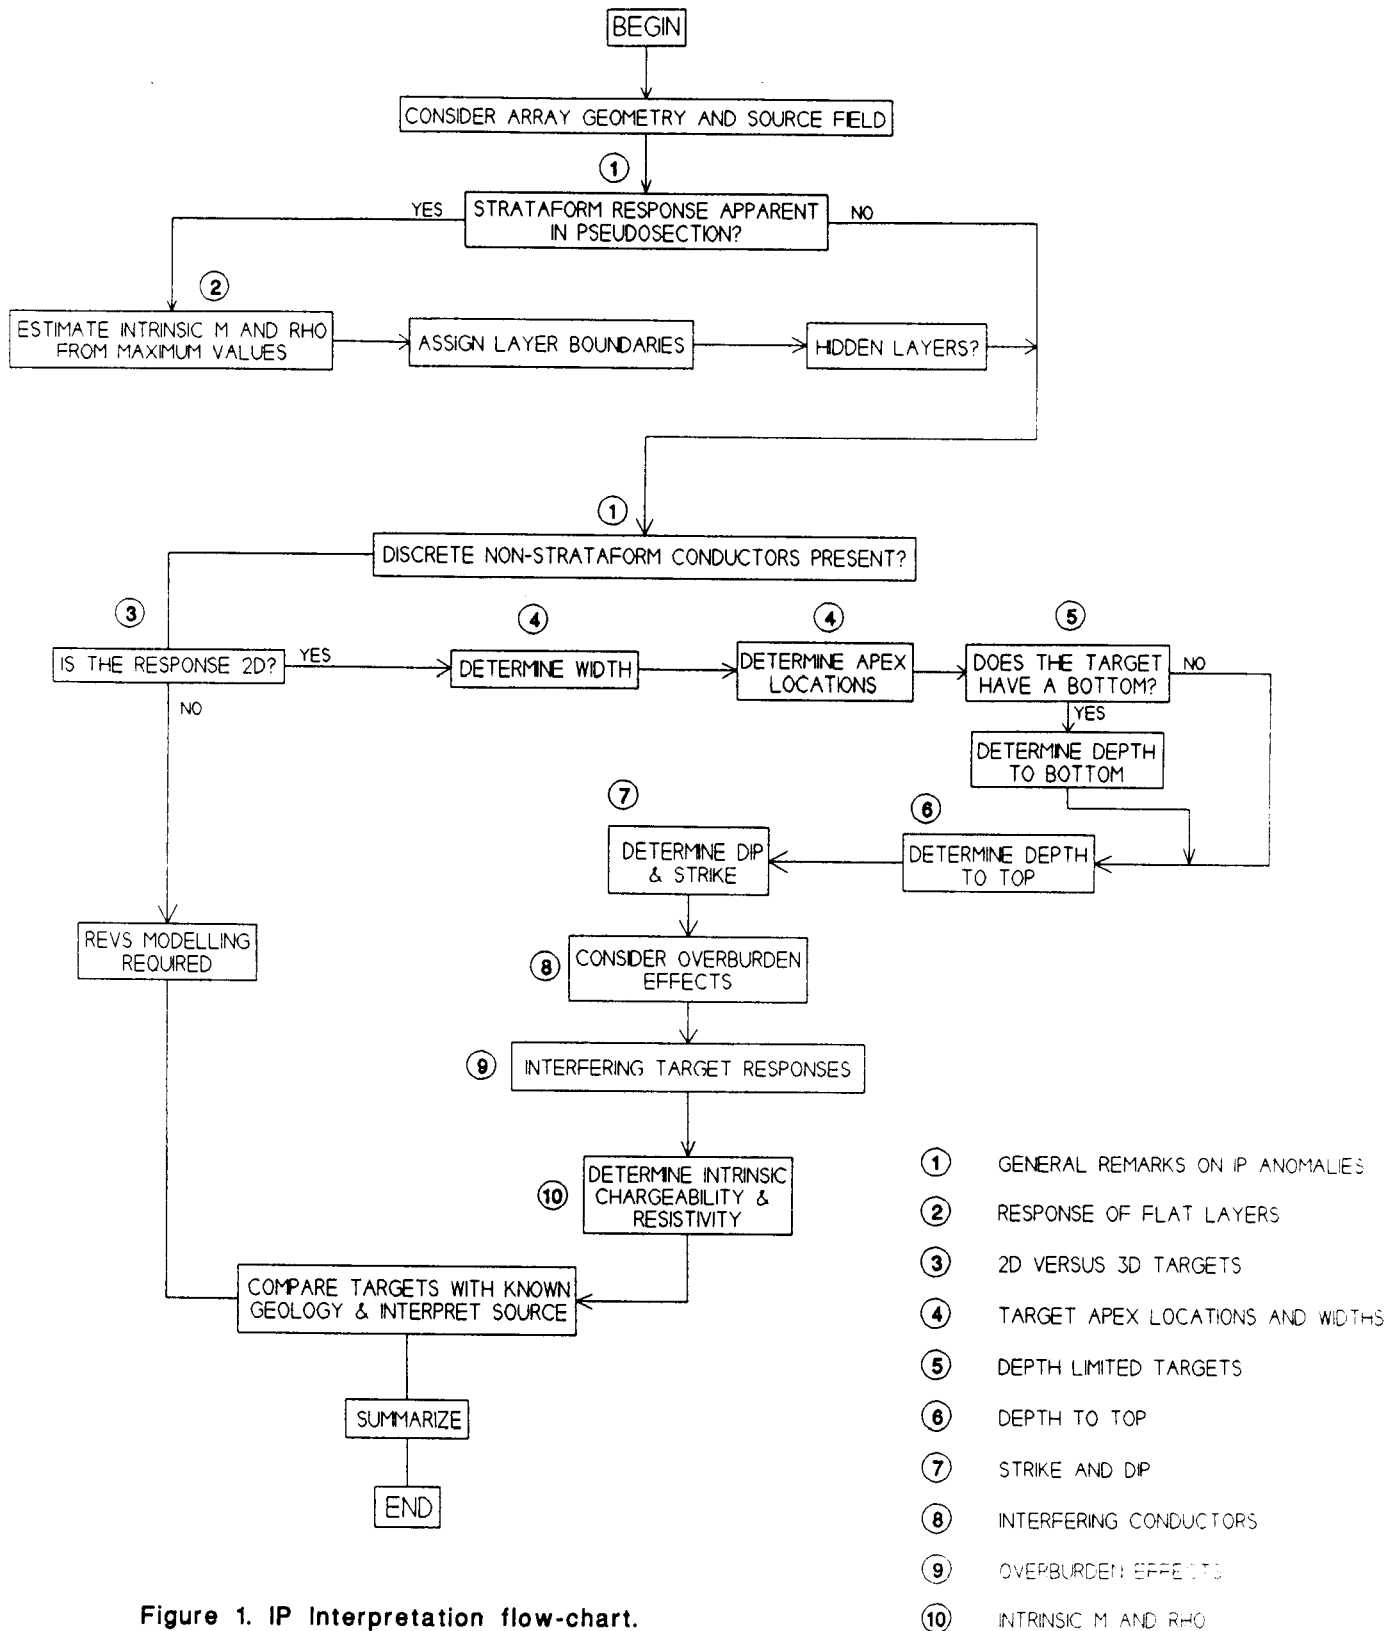 BEGIN
CONSIDER ARRAY GEOMETRY AND SOURCE FIELD
1
STRATAFORM RESPONSE APPARENT
IN PSEUDOSECTION?
YES
NO
2
ESTIMATE INTRINSIC M AND RHO
FROM MAXIMUM VALUES
ASSIGN LAYER BOUNDARIES
HIDDEN LAYERS?
1
DISCRETE NON-STRATAFORM CONDUCTORS PRESENT?
3
IS THE RESPONSE 2D?
YES
NO
4
DETERMINE WIDTH
4
DETERMINE APEX
LOCATIONS
5
DOES THE TARGET
HAVE A BOTTOM?
NO
YES
DETERMINE DEPTH
TO BOTTOM
6
DETERMINE DEPTH
TO TOP
7
DETERMINE DIP
& STRIKE
REVS MODELLING
REQUIRED
8
CONSIDER OVERBURDEN
EFFECTS
9
INTERFERING TARGET RESPONSES
10
DETERMINE INTRINSIC
CHARGEABILITY &
RESISTIVITY
COMPARE TARGETS WITH KNOWN
GEOLOGY & INTERPRET SOURCE
SUMMARIZE
END
1 GENERAL REMARKS ON IP ANOMALIES
2 RESPONSE OF FLAT LAYERS
3 2D VERSUS 3D TARGETS
4 TARGET APEX LOCATIONS AND WIDTHS
5 DEPTH LIMITED TARGETS
6 DEPTH TO TOP
7 STRIKE AND DIP
8 INTERFERING CONDUCTORS
9 OVERBURDEN EFFECTS
10 INTRINSIC M AND RHO
Figure 1. IP Interpretation flow-chart.